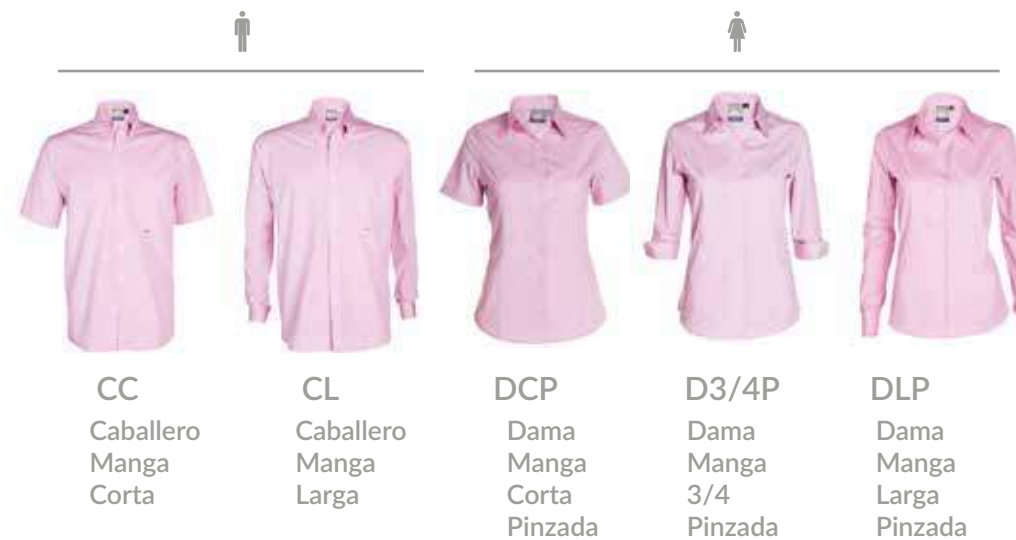 CC
Caballero
Manga
Corta
CL
Caballero
Manga
Larga
DCP
Dama
Manga
Corta
Pinzada
D3/4P
Dama
Manga
3/4
Pinzada
DLP
Dama
Manga
Larga
Pinzada